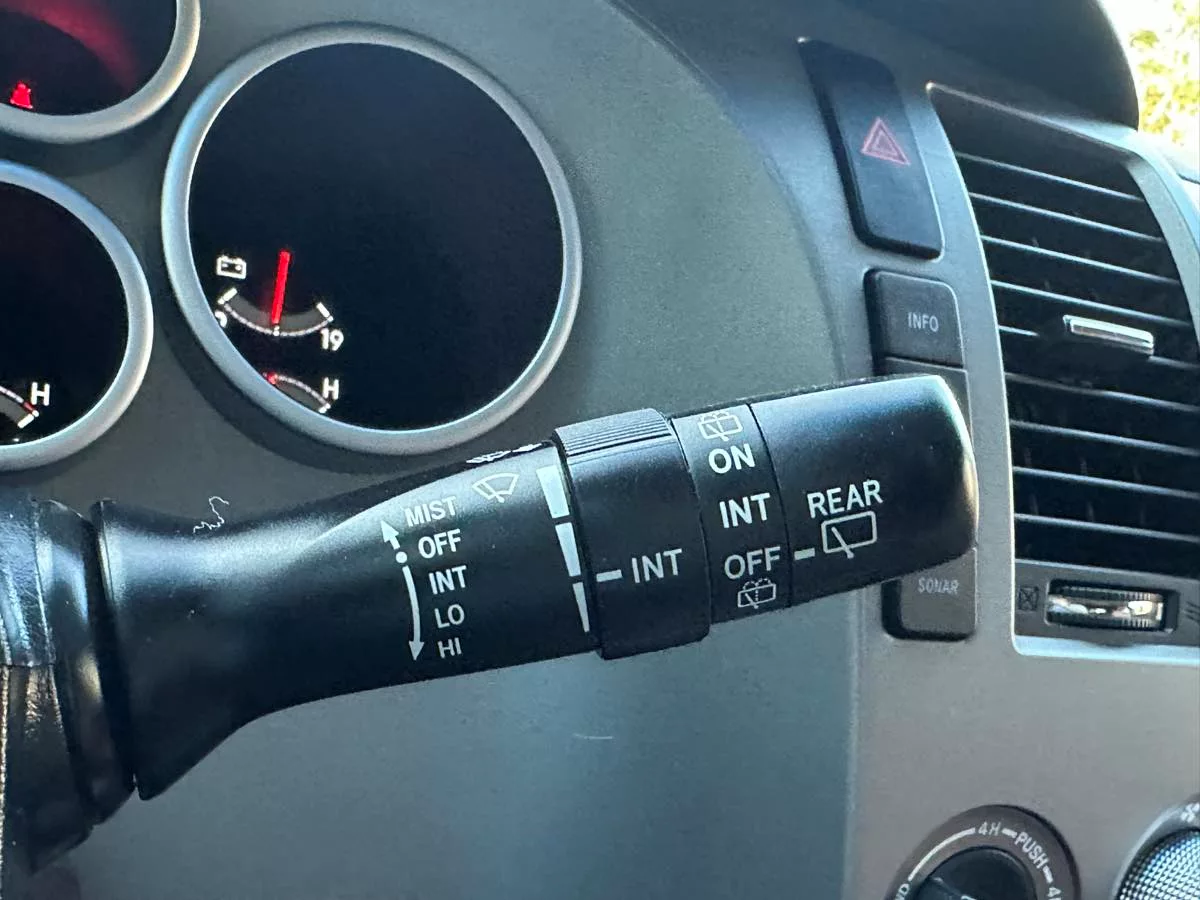 19
H
H
INFO
MIST
OFF
INT
LO
HI
INT
ON
INT
OFF
REAR
SONAR
4H PUSH